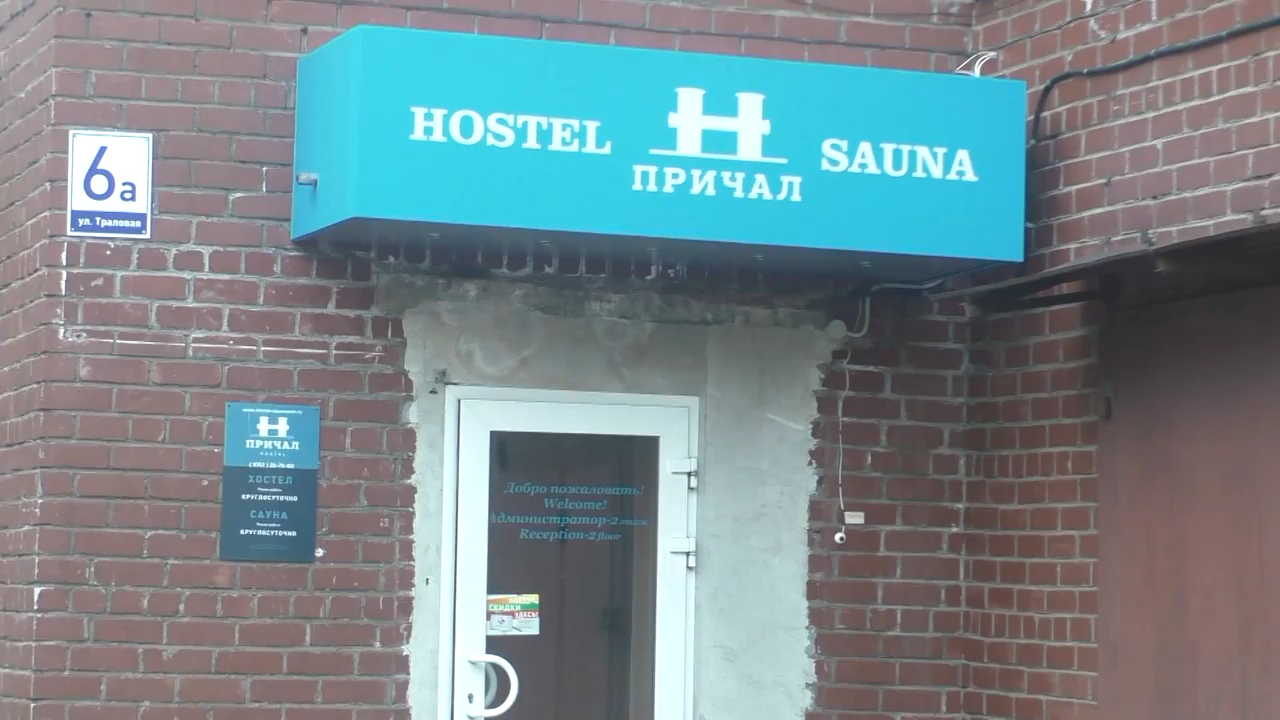 HOSTEL
ПРИЧАЛ
SAUNA
6а
ул. Траловая
ПРИЧАЛ
ХОСТЕЛ
КРУГЛОСУТОЧНО
САУНА
КРУГЛОСУТОЧНО
Добро пожаловать!
Welcome!
Администратор-2 этаж
Reception-2 floor
СКИДКИ
ЗДЕСЬ